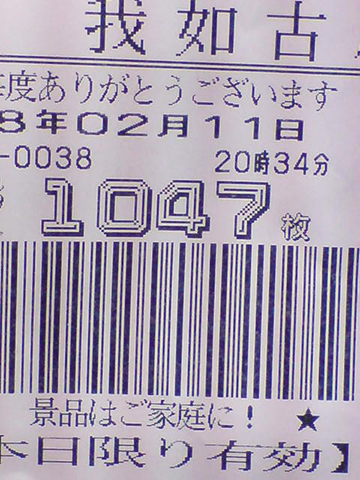 我如古
毎度ありがとうございます
8年02月11日
-0038 20時34分
1047枚
景品はご家庭に! ★
本日限り有効】